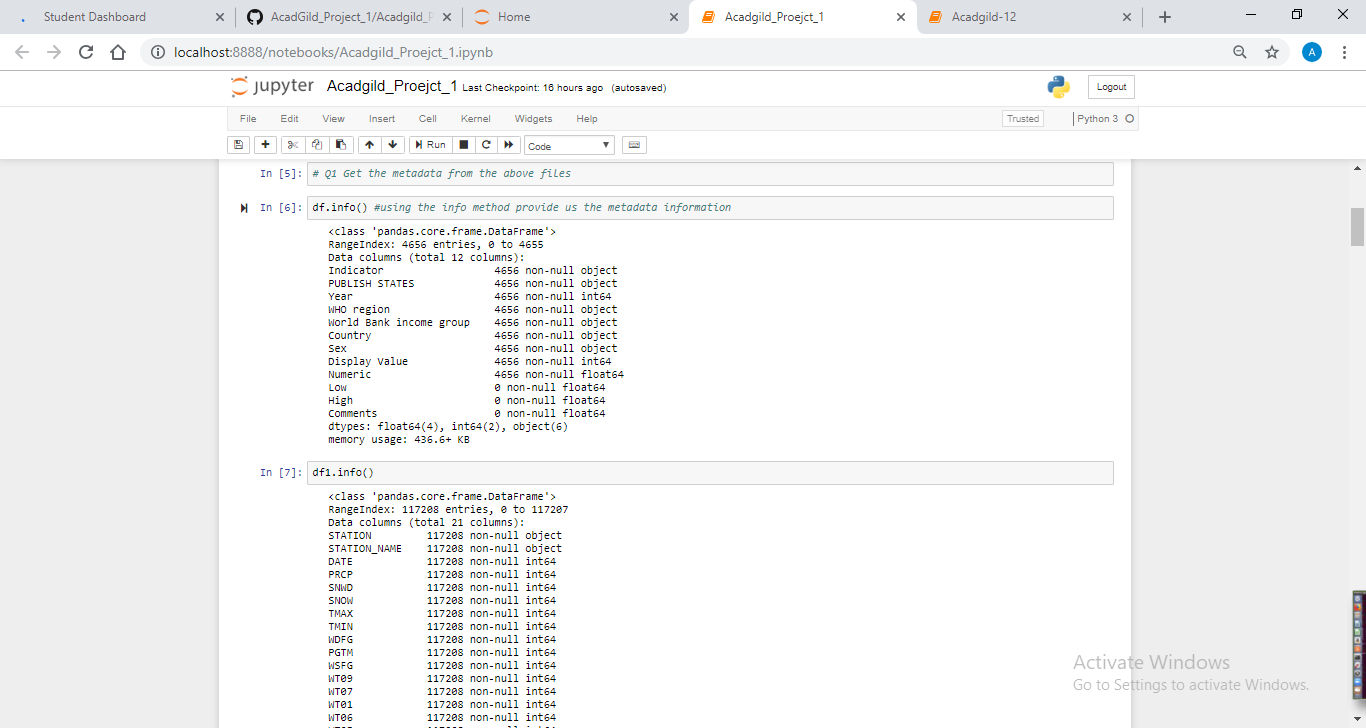 Student Dashboard
AcadGild_Project_1/Acadgild_P
Home
Acadgild_Proejct_1
Acadgild-12
localhost:8888/notebooks/Acadgild_Proejct_1.ipynb
A
jupyter Acadgild_Proejct_1 Last Checkpoint: 16 hours ago (autosaved)
Logout
File Edit View Insert Cell Kernel Widgets Help
Trusted Python 3
Run
Code
In [5]: # Q1 Get the metadata from the above files
In [6]: df.info() #using the info method provide us the metadata information
<class 'pandas.core.frame.DataFrame'>
RangeIndex: 4656 entries, 0 to 4655
Data columns (total 12 columns):
Indicator 4656 non-null object
PUBLISH STATES 4656 non-null object
Year 4656 non-null int64
WHO region 4656 non-null object
World Bank income group 4656 non-null object
Country 4656 non-null object
Sex 4656 non-null object
Display Value 4656 non-null int64
Numeric 4656 non-null float64
Low 0 non-null float64
High 0 non-null float64
Comments 0 non-null float64
dtypes: float64(4), int64(2), object(6)
memory usage: 436.6+ KB
In [7]: df1.info()
<class 'pandas.core.frame.DataFrame'>
RangeIndex: 117208 entries, 0 to 117207
Data columns (total 21 columns):
STATION 117208 non-null object
STATION_NAME 117208 non-null object
DATE 117208 non-null int64
PRCP 117208 non-null int64
SNWD 117208 non-null int64
SNOW 117208 non-null int64
TMAX 117208 non-null int64
TMIN 117208 non-null int64
WDFG 117208 non-null int64
PGTM 117208 non-null int64
WSFG 117208 non-null int64
WT09 117208 non-null int64
WT07 117208 non-null int64
WT01 117208 non-null int64
WT06 117208 non-null int64
Activate Windows
Go to Settings to activate Windows.